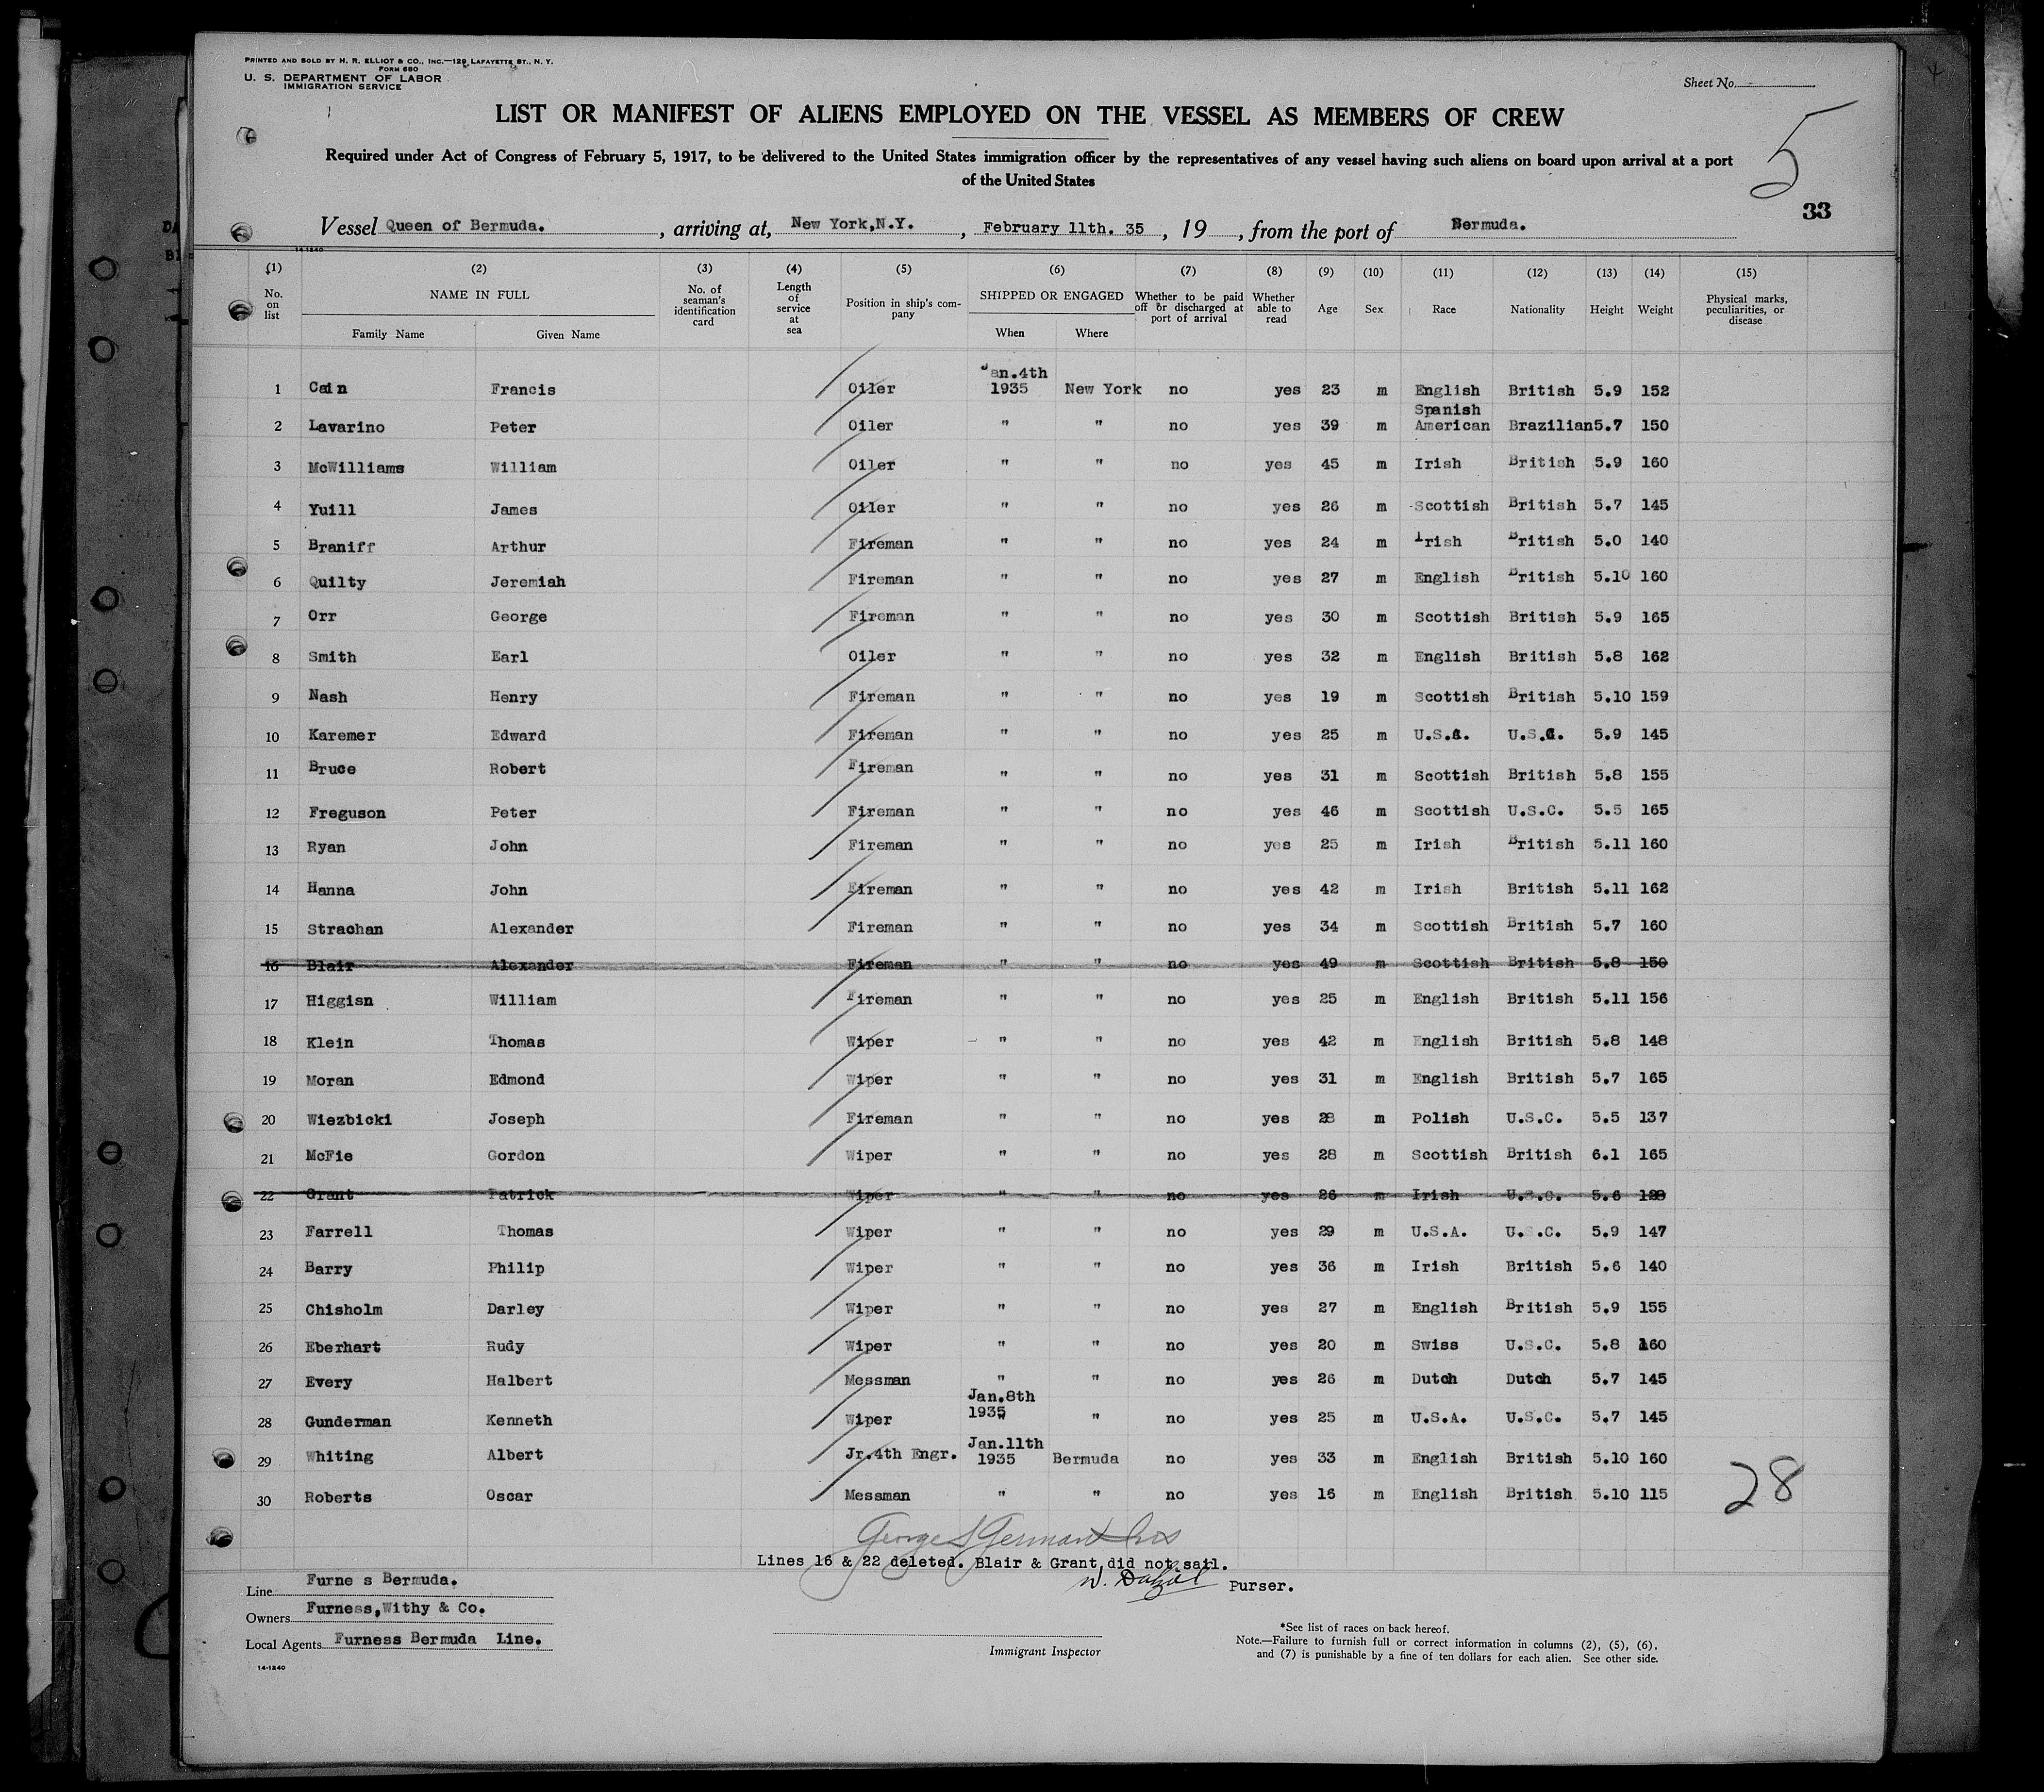 PRINTED AND SOLD BY H. R. ELLIOT & CO., INC.—129 LAFAYETTE ST., N. Y.
FORM 680
U. S. DEPARTMENT OF LABOR
IMMIGRATION SERVICE
Sheet No.
LIST OR MANIFEST OF ALIENS EMPLOYED ON THE VESSEL AS MEMBERS OF CREW
5
Required under Act of Congress of February 5, 1917, to be delivered to the United States immigration officer by the representatives of any vessel having such aliens on board upon arrival at a port
of the United States
33
Vessel Queen of Bermuda. , arriving at, New York,N.Y. , February 11th. 35 , 19 , from the port of Bermuda.
14-1240
(1) (2) (3) (4) (5) (6) (7) (8) (9) (10) (11) (12) (13) (14) (15)
No. on list NAME IN FULL Family Name Given Name No. of seaman's identification card Length of service at sea Position in ship's company SHIPPED OR ENGAGED When Where Whether to be paid off or discharged at port of arrival Whether able to read Age Sex Race Nationality Height Weight Physical marks, peculiarities, or disease
1 Cain Francis Oiler Jan.4th 1935 New York no yes 23 m English British 5.9 152
2 Lavarino Peter Oiler " " no yes 39 m Spanish American Brazilian 5.7 150
3 McWilliams William Oiler " " no yes 45 m Irish British 5.9 160
4 Yuill James Oiler " " no yes 26 m Scottish British 5.7 145
5 Braniff Arthur Fireman " " no yes 24 m Irish British 5.0 140
6 Quilty Jeremiah Fireman " " no yes 27 m English British 5.10 160
7 Orr George Fireman " " no yes 30 m Scottish British 5.9 165
8 Smith Earl Oiler " " no yes 32 m English British 5.8 162
9 Nash Henry Fireman " " no yes 19 m Scottish British 5.10 159
10 Karemer Edward Fireman " " no yes 25 m U.S.A. U.S.C. 5.9 145
11 Bruce Robert Fireman " " no yes 31 m Scottish British 5.8 155
12 Freguson Peter Fireman " " no yes 46 m Scottish U.S.C. 5.5 165
13 Ryan John Fireman " " no yes 25 m Irish British 5.11 160
14 Hanna John Fireman " " no yes 42 m Irish British 5.11 162
15 Strachan Alexander Fireman " " no yes 34 m Scottish British 5.7 160
16 Blair Alexander Fireman " " no yes 49 m Scottish British 5.8 150
17 Higgisn William Fireman " " no yes 25 m English British 5.11 156
18 Klein Thomas Wiper " " no yes 42 m English British 5.8 148
19 Moran Edmond Wiper " " no yes 31 m English British 5.7 165
20 Wiezbicki Joseph Fireman " " no yes 28 m Polish U.S.C. 5.5 137
21 McFie Gordon Wiper " " no yes 28 m Scottish British 6.1 165
22 Grant Patrick Wiper " " no yes 26 m Irish U.S.C. 5.6
23 Farrell Thomas Wiper " " no yes 29 m U.S.A. U.S.C. 5.9 147
24 Barry Philip Wiper " " no yes 36 m Irish British 5.6 140
25 Chisholm Darley Wiper " " no yes 27 m English British 5.9 155
26 Eberhart Rudy Wiper " " no yes 20 m Swiss U.S.C. 5.8 160
27 Every Halbert Messman " " no yes 26 m Dutch Dutch 5.7 145
28 Gunderman Kenneth Wiper Jan.8th 1935 " " no yes 25 m U.S.A. U.S.C. 5.7 145
29 Whiting Albert Jr.4th Engr. Jan.11th 1935 Bermuda no yes 33 m English British 5.10 160
30 Roberts Oscar Messman " " no yes 16 m English British 5.10 115
28
Lines 16 & 22 deleted. Blair & Grant did not sail.
Purser.
Line Furne s Bermuda.
Owners Furness,Withy & Co.
Local Agents Furness Bermuda Line.
14-1240
Immigrant Inspector
*See list of races on back hereof.
Note.—Failure to furnish full or correct information in columns (2), (5), (6),
and (7) is punishable by a fine of ten dollars for each alien. See other side.